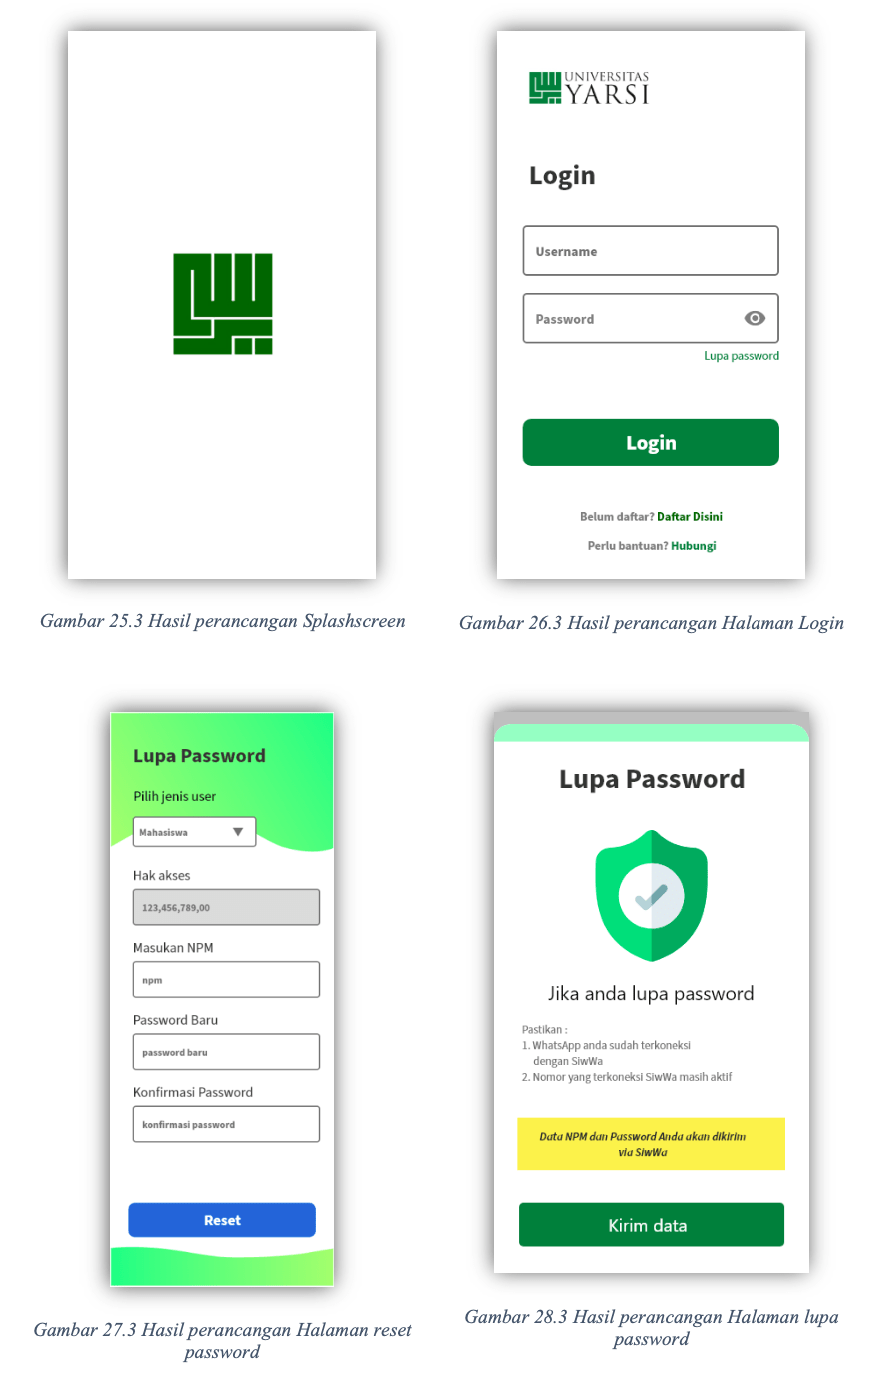 UNIVERSITAS
YARSI
Login
Username
Password
Lupa password
Login
Belum daftar? Daftar Disini
Perlu bantuan? Hubungi
Gambar 25.3 Hasil perancangan Splashscreen
Gambar 26.3 Hasil perancangan Halaman Login
Lupa Password
Pilih jenis user
Mahasiswa
Hak akses
123,456,789,00
Masukan NPM
npm
Password Baru
password baru
Konfirmasi Password
konfirmasi password
Reset
Gambar 27.3 Hasil perancangan Halaman reset
password
Lupa Password
Jika anda lupa password
Pastikan :
1. WhatsApp anda sudah terkoneksi
dengan SiwWa
2. Nomor yang terkoneksi SiwWa masih aktif
Data NPM dan Password Anda akan dikirim
via SiwWa
Kirim data
Gambar 28.3 Hasil perancangan Halaman lupa
password